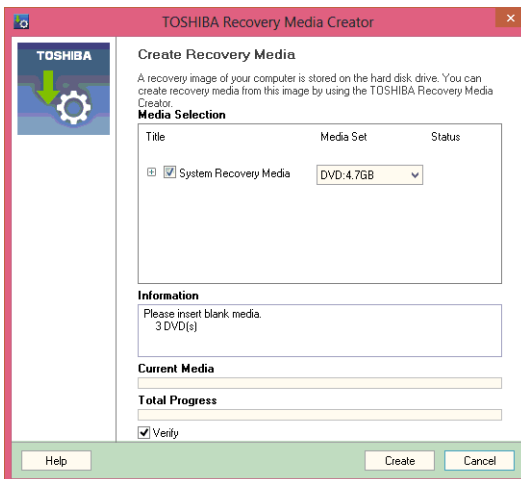 TOSHIBA Recovery Media Creator
TOSHIBA
Create Recovery Media
A recovery image of your computer is stored on the hard disk drive. You can
create recovery media from this image by using the TOSHIBA Recovery Media
Creator.
Media Selection
Title Media Set Status
System Recovery Media DVD:4.7GB
Information
Please insert blank media.
3 DVD(s)
Current Media
Total Progress
Verify
Help Create Cancel